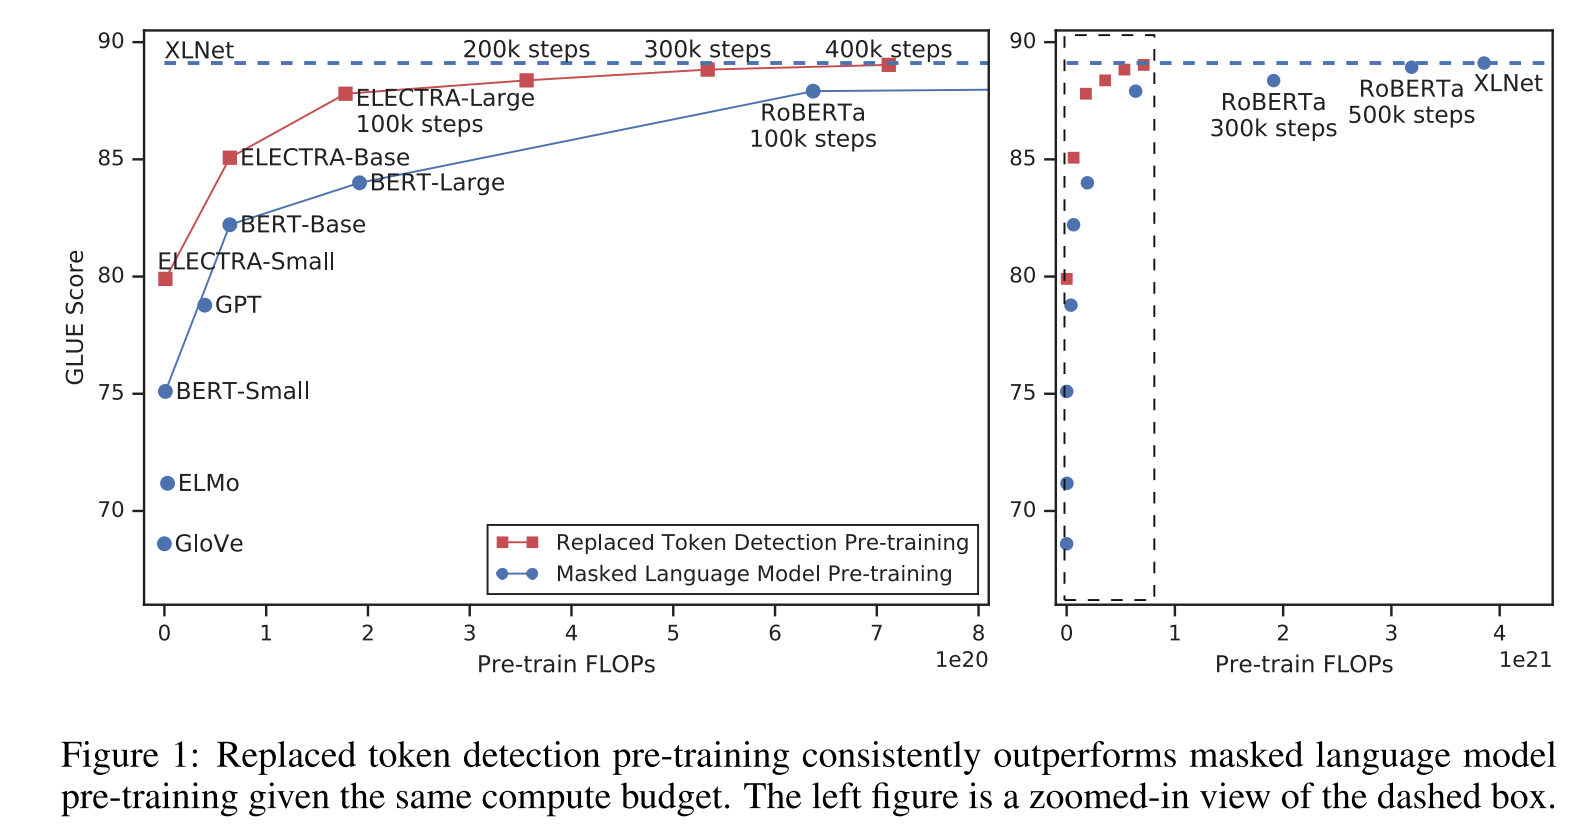 90
85
80
75
70
GLUE Score
XLNet
200k steps
300k steps
400k steps
ELECTRA-Large
100k steps
RoBERTa
100k steps
ELECTRA-Base
BERT-Large
BERT-Base
ELECTRA-Small
GPT
BERT-Small
ELMo
GloVe
Replaced Token Detection Pre-training
Masked Language Model Pre-training
0 1 2 3 4 5 6 7 8
1e20
Pre-train FLOPs
90
85
80
75
70
RoBERTa
300k steps
RoBERTa
500k steps
XLNet
0 1 2 3 4
1e21
Pre-train FLOPs
Figure 1: Replaced token detection pre-training consistently outperforms masked language model
pre-training given the same compute budget. The left figure is a zoomed-in view of the dashed box.